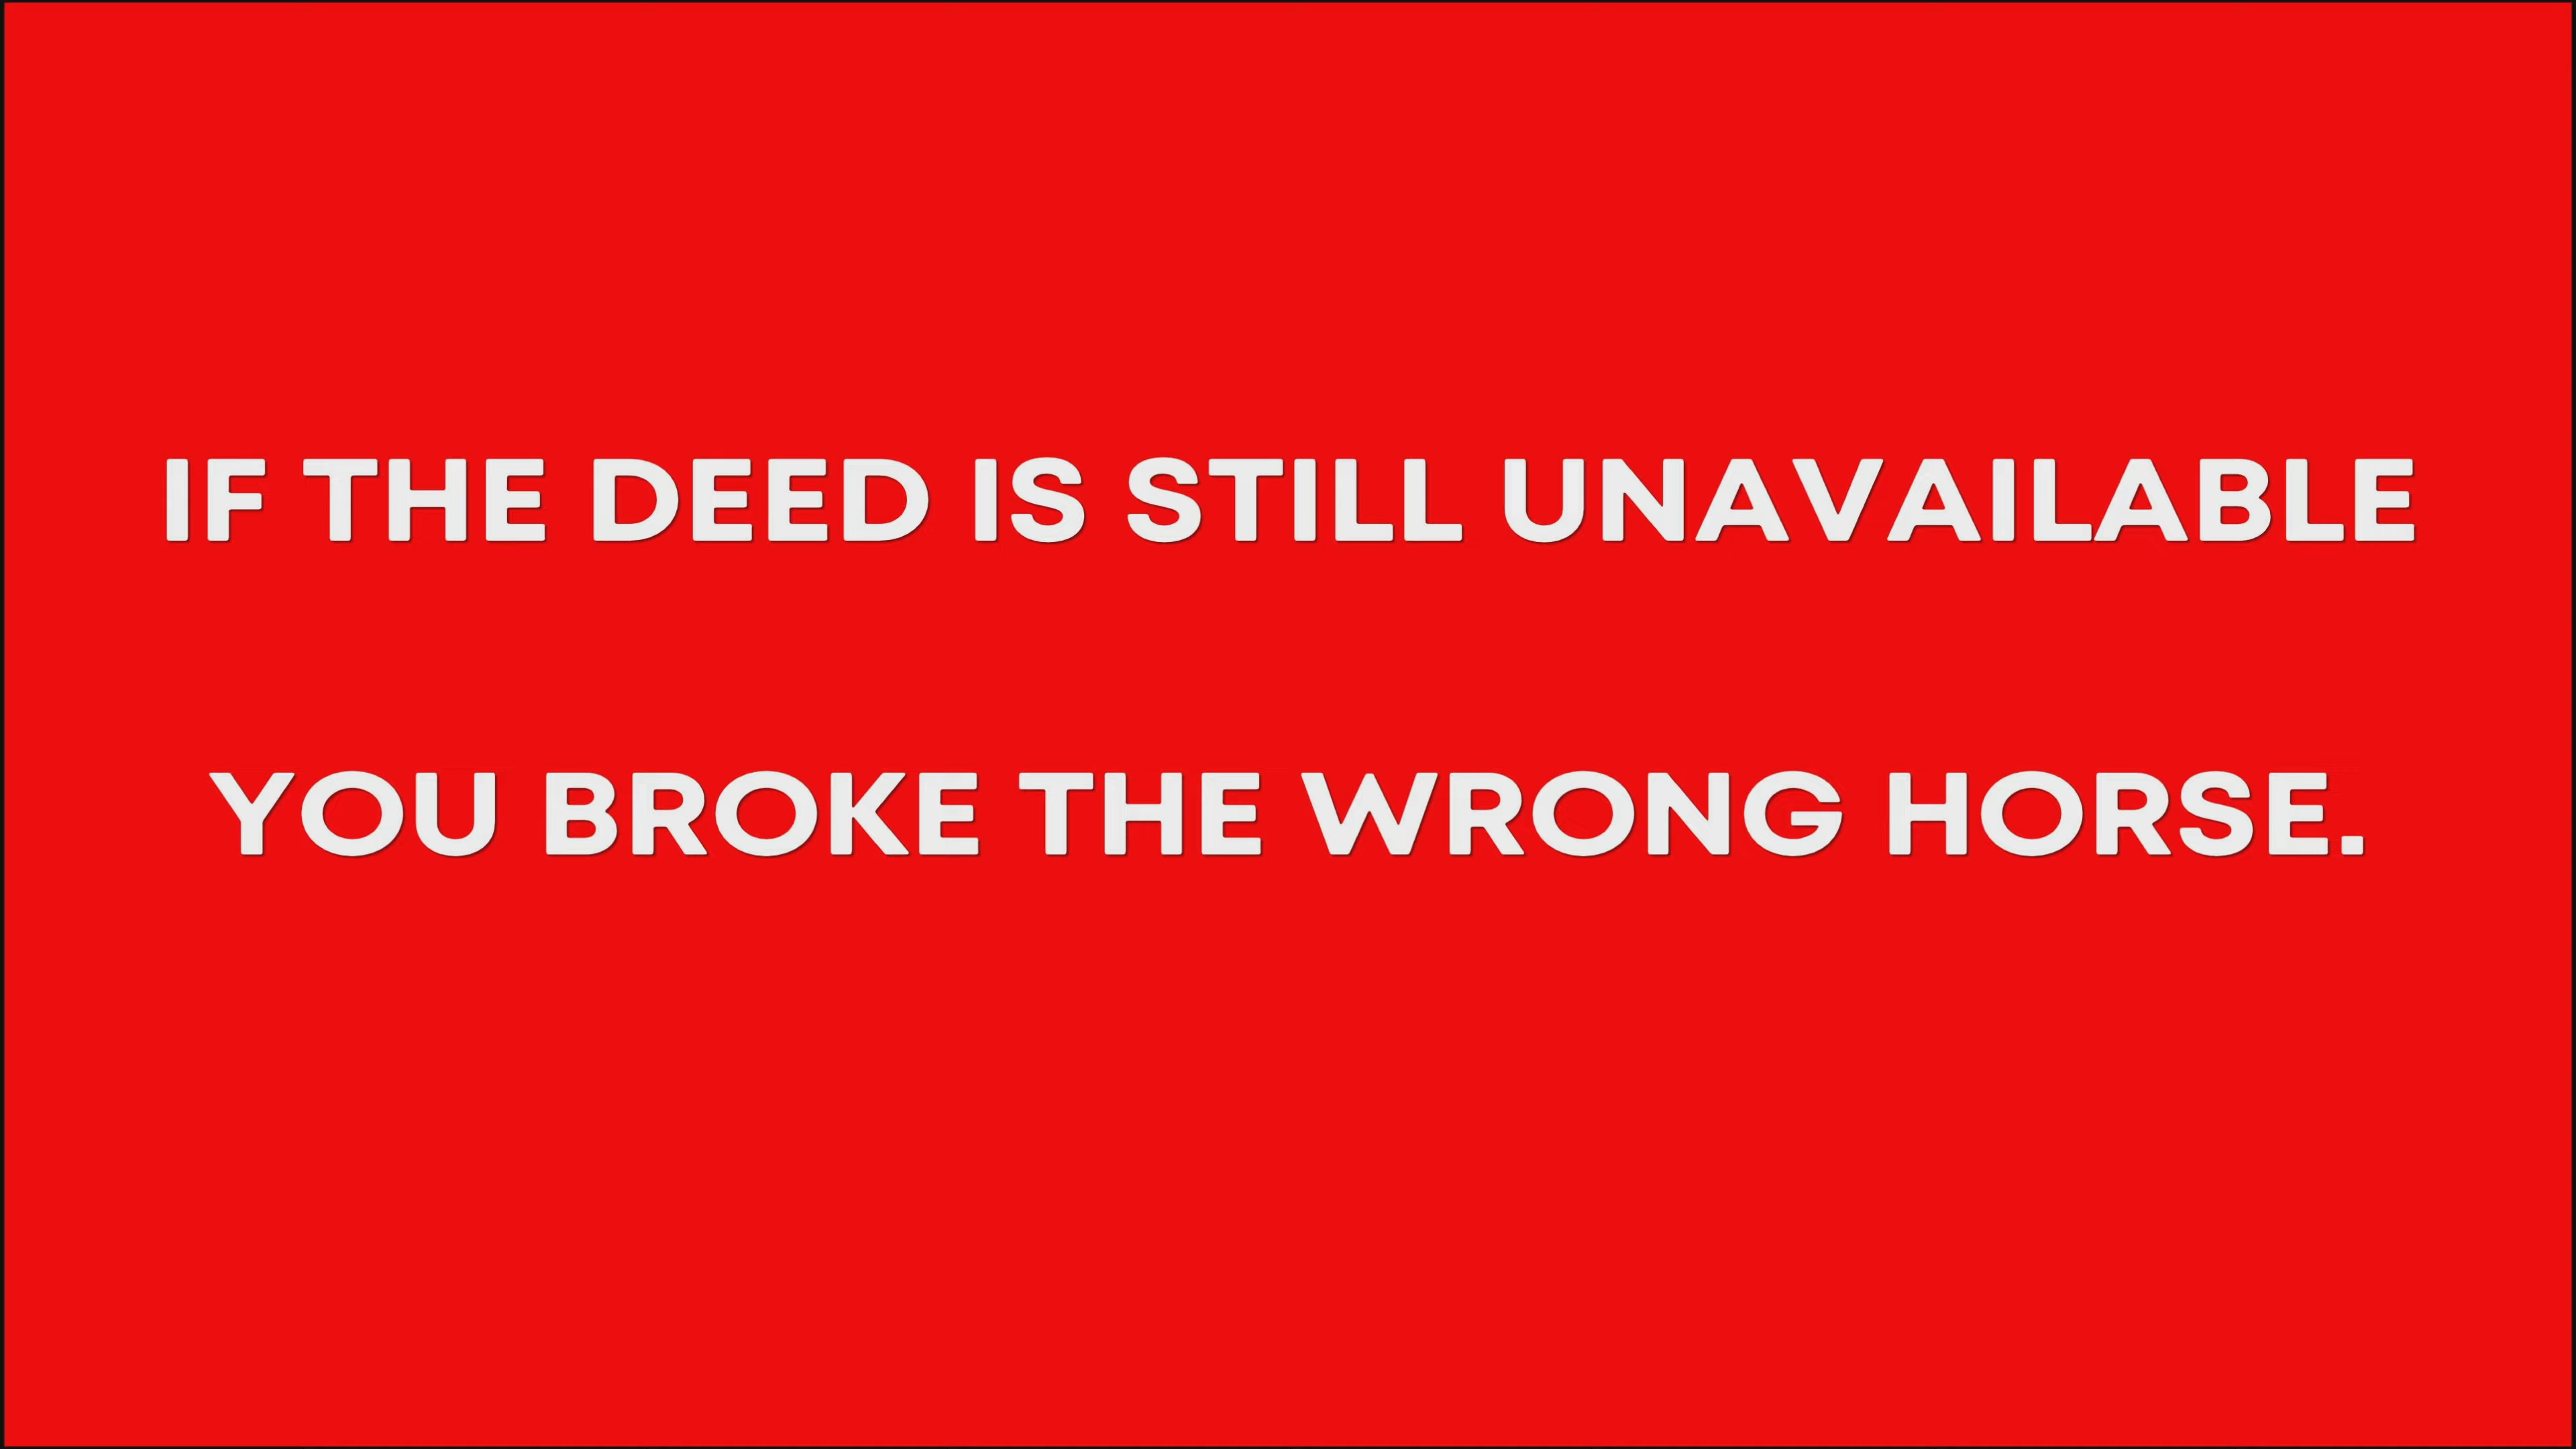 IF THE DEED IS STILL UNAVAILABLE
YOU BROKE THE WRONG HORSE.